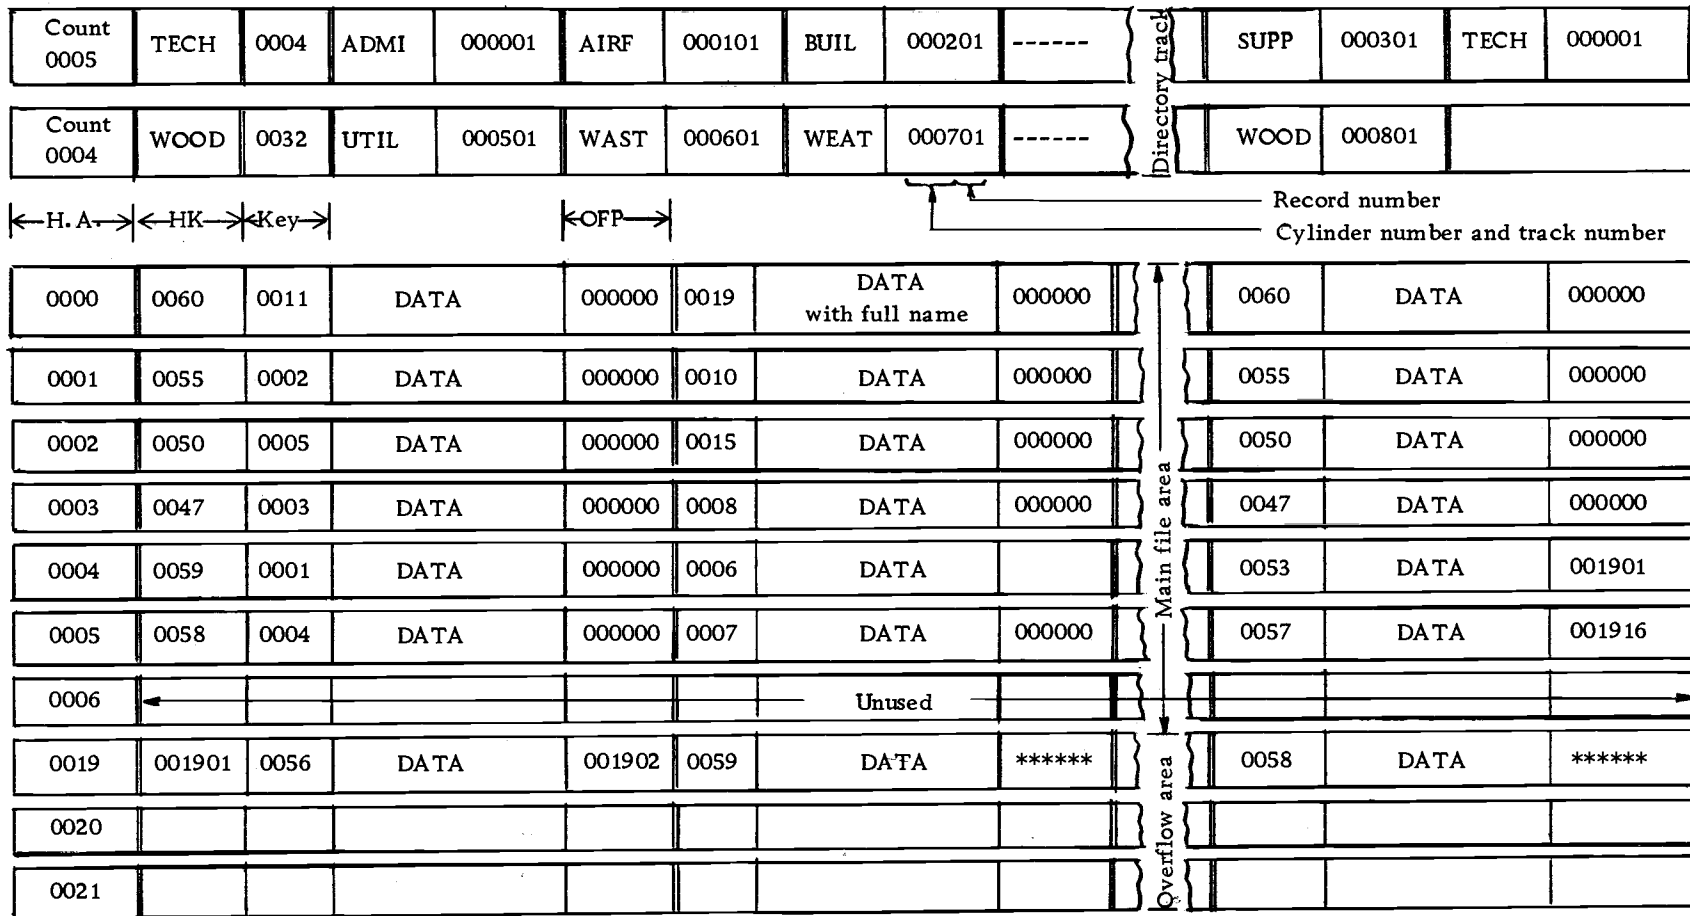 Count 0005 TECH 0004 ADMI 000001 AIRF 000101 BUIL 000201 ------ SUPP 000301 TECH 000001
Count 0004 WOOD 0032 UTIL 000501 WAST 000601 WEAT 000701 ------ WOOD 000801
Directory track
Record number
H.A. HK Key OFP
Cylinder number and track number
0000 0060 0011 DATA 000000 0019 DATA with full name 000000 0060 DATA 000000
0001 0055 0002 DATA 000000 0010 DATA 000000 0055 DATA 000000
0002 0050 0005 DATA 000000 0015 DATA 000000 0050 DATA 000000
0003 0047 0003 DATA 000000 0008 DATA 000000 0047 DATA 000000
0004 0059 0001 DATA 000000 0006 DATA 0053 DATA 001901
0005 0058 0004 DATA 000000 0007 DATA 000000 0057 DATA 001916
Main file area
0006 Unused
0019 001901 0056 DATA 001902 0059 DATA ****** 0058 DATA ******
0020
0021
Overflow area